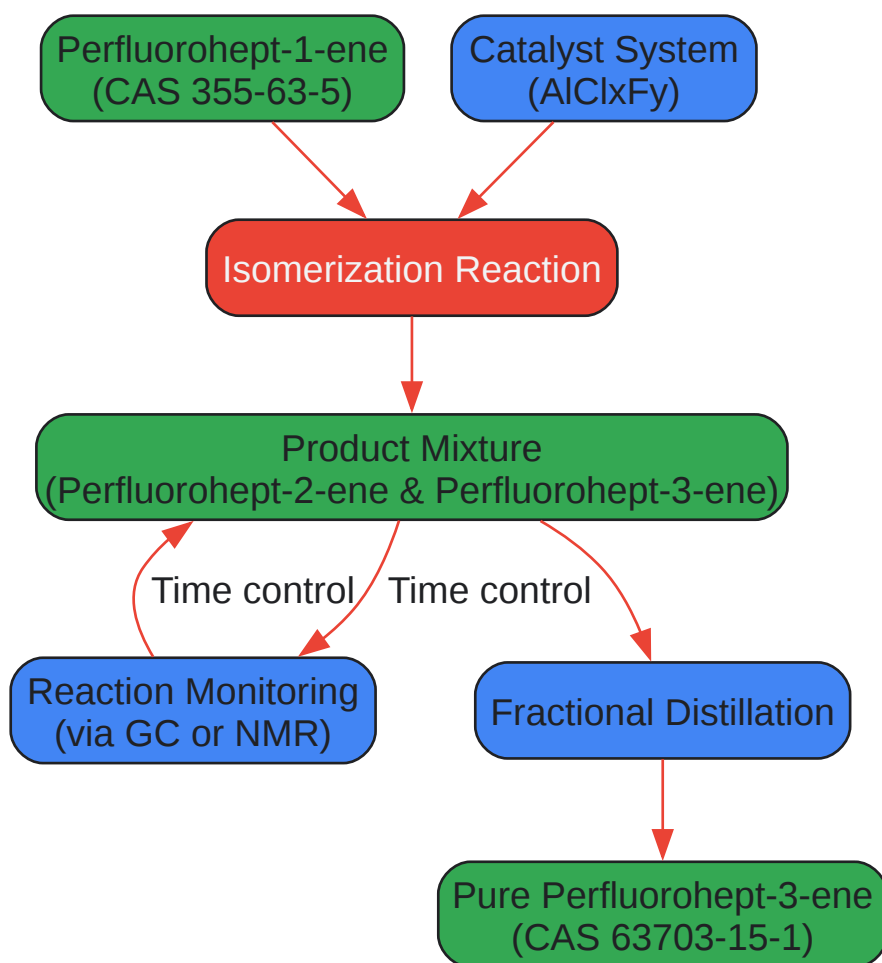 Perfluorohept-1-ene
(CAS 355-63-5)
Catalyst System
(AlClxFy)
Isomerization Reaction
Product Mixture
(Perfluorohept-2-ene & Perfluorohept-3-ene)
Time control
Time control
Reaction Monitoring
(via GC or NMR)
Fractional Distillation
Pure Perfluorohept-3-ene
(CAS 63703-15-1)